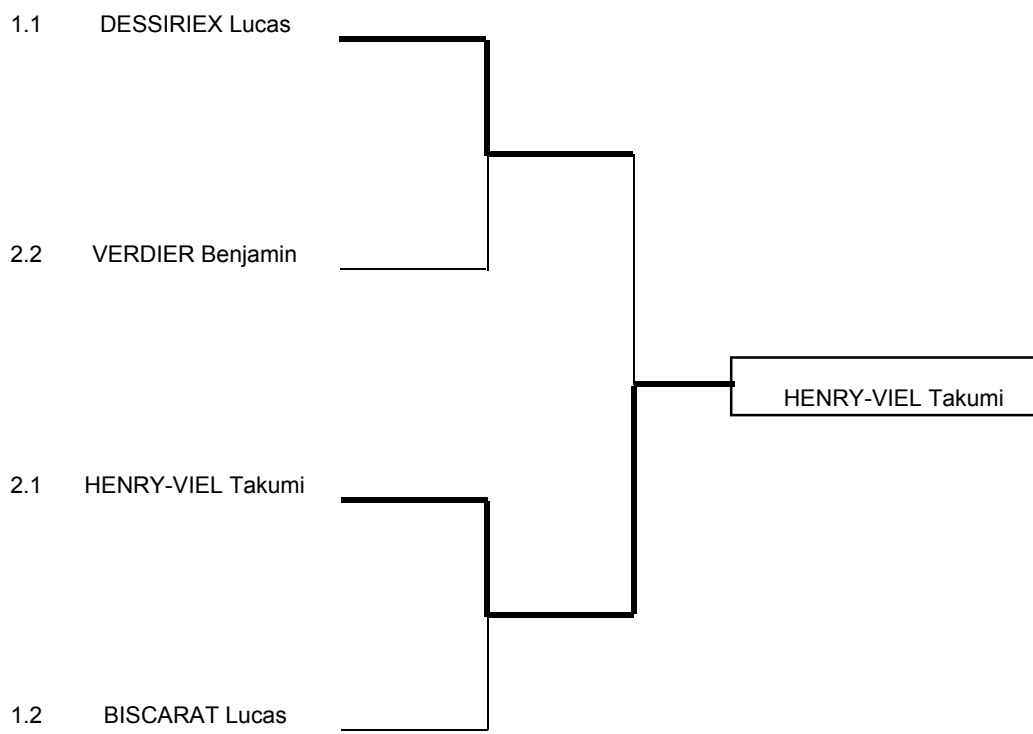 1.1 DESSIRIEX Lucas
2.2 VERDIER Benjamin
HENRY-VIEL Takumi
2.1 HENRY-VIEL Takumi
1.2 BISCARAT Lucas